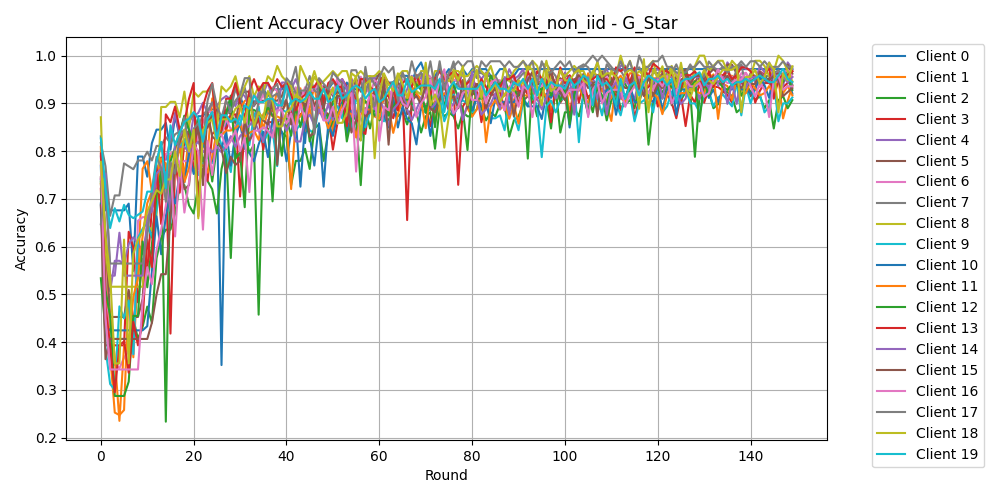 Client Accuracy Over Rounds in emnist_non_iid - G_Star
Accuracy
1.0
0.9
0.8
0.7
0.6
0.5
0.4
0.3
0.2
0
20
40
60
80
100
120
140
Round
Client 0
Client 1
Client 2
Client 3
Client 4
Client 5
Client 6
Client 7
Client 8
Client 9
Client 10
Client 11
Client 12
Client 13
Client 14
Client 15
Client 16
Client 17
Client 18
Client 19